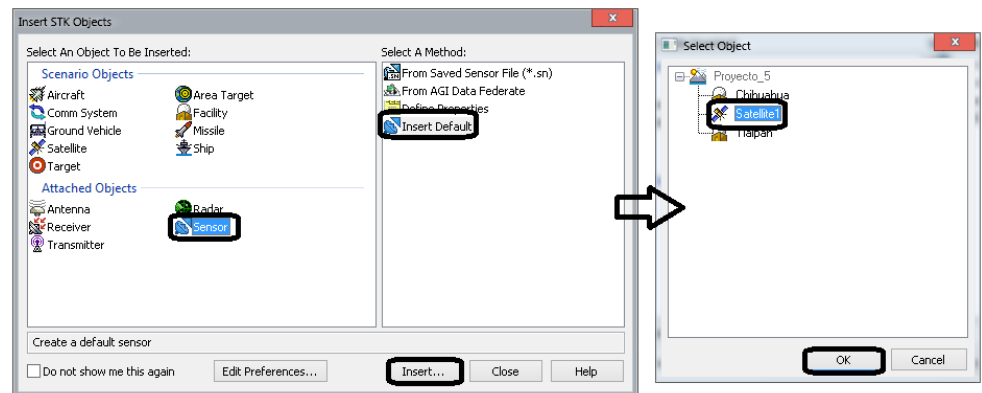 Insert STK Objects
Select An Object To Be Inserted:
Scenario Objects
Aircraft
Area Target
Comm System
Facility
Ground Vehicle
Missile
Satellite
Ship
Target
Attached Objects
Antenna
Radar
Receiver
Sensor
Transmitter
Select A Method:
From Saved Sensor File (*.sn)
From AGI Data Federate
Define Properties
Insert Default
Create a default sensor
Do not show me this again
Edit Preferences...
Insert...
Close
Help
Select Object
Proyecto_5
Chihuahua
Satellite1
Tlalpan
OK
Cancel